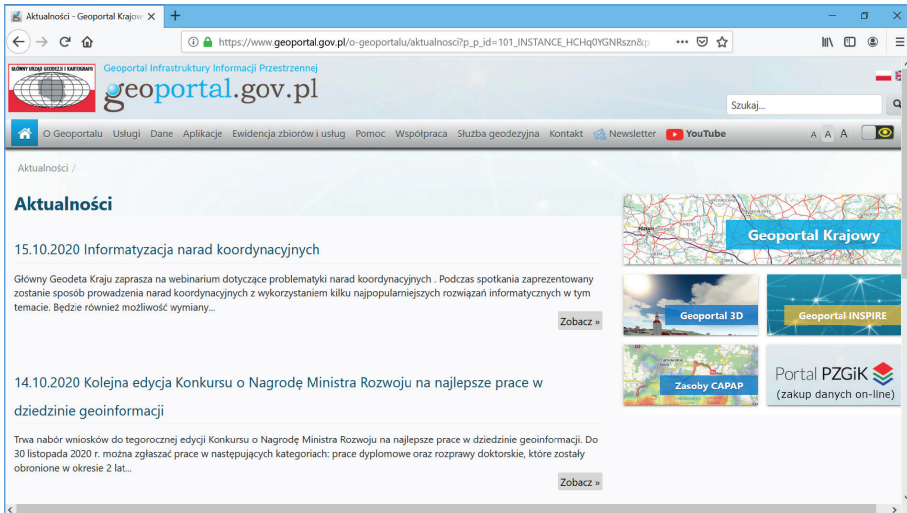 Aktualności - Geoportal Krajow
https://www.geoportal.gov.pl/o-geoportalu/aktualnosci?p_p_id=101_INSTANCE_HCHq0YGNRszn&p
GŁÓWNY URZĄD GEODEZJI I KARTOGRAFII
Geoportal Infrastruktury Informacji Przestrzennej
geoportal.gov.pl
Szukaj...
O Geoportalu Usługi Dane Aplikacje Ewidencja zbiorów i usług Pomoc Współpraca Służba geodezyjna Kontakt Newsletter YouTube A A A
Aktualności /
Aktualności
15.10.2020 Informatyzacja narad koordynacyjnych
Główny Geodeta Kraju zaprasza na webinarium dotyczące problematyki narad koordynacyjnych . Podczas spotkania zaprezentowany
zostanie sposób prowadzenia narad koordynacyjnych z wykorzystaniem kilku najpopularniejszych rozwiązań informatycznych w tym
temacie. Będzie również możliwość wymiany...
Zobacz »
14.10.2020 Kolejna edycja Konkursu o Nagrodę Ministra Rozwoju na najlepsze prace w
dziedzinie geoinformacji
Trwa nabór wniosków do tegorocznej edycji Konkursu o Nagrodę Ministra Rozwoju na najlepsze prace w dziedzinie geoinformacji. Do
30 listopada 2020 r. można zgłaszać prace w następujących kategoriach: prace dyplomowe oraz rozprawy doktorskie, które zostały
obronione w okresie 2 lat...
Zobacz »
Geoportal Krajowy
Geoportal 3D
Geoportal INSPIRE
Zasoby CAPAP
Portal PZGiK
(zakup danych on-line)